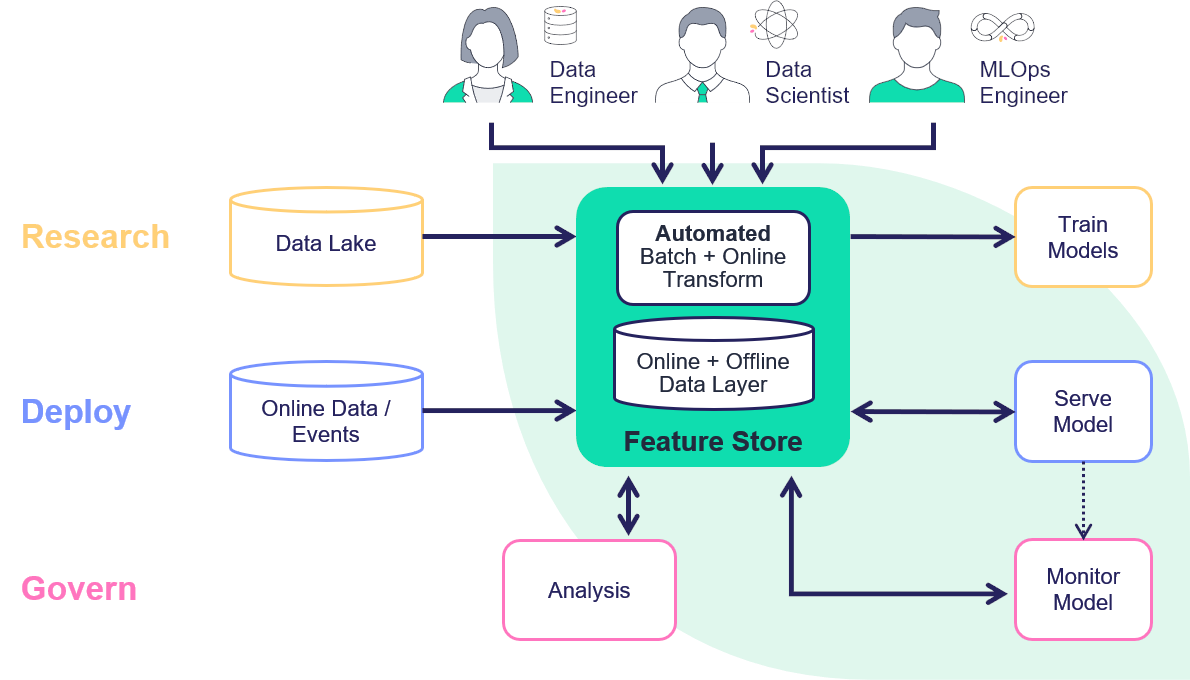 Data
Engineer
Data
Scientist
MLOps
Engineer
Research
Data Lake
Automated
Batch + Online
Transform
Train
Models
Deploy
Online Data /
Events
Online + Offline
Data Layer
Feature Store
Serve
Model
Govern
Analysis
Monitor
Model